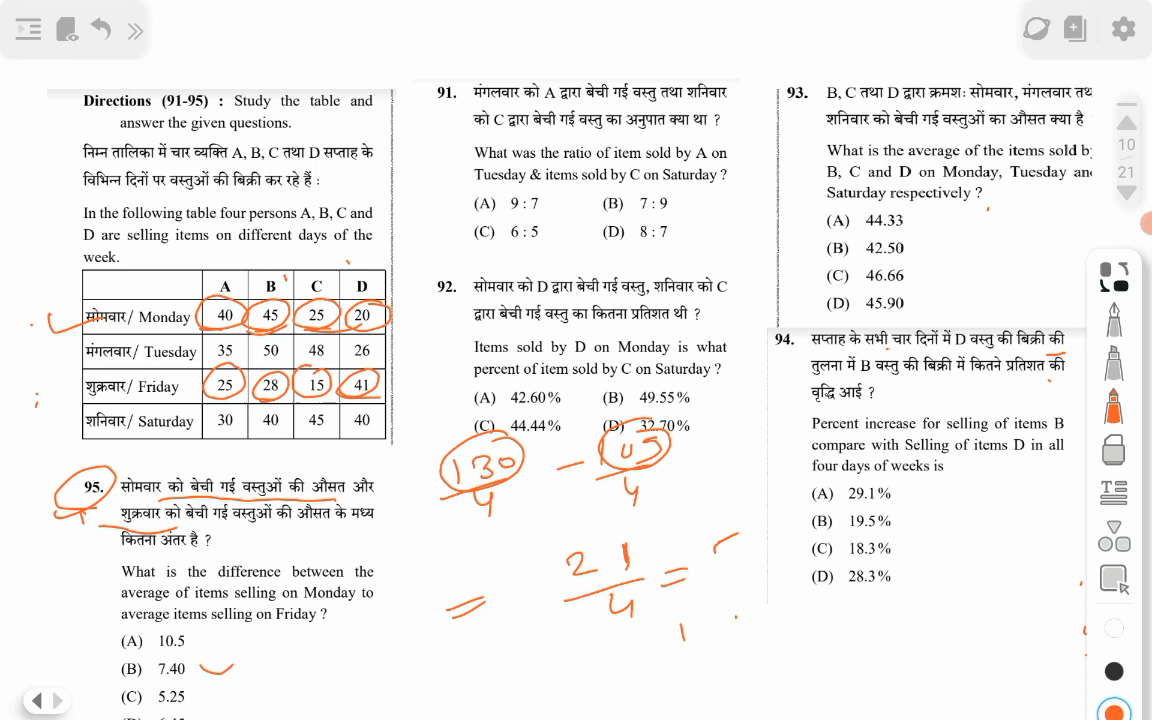 Directions (91-95) : Study the table and
answer the given questions.
निम्न तालिका में चार व्यक्ति A, B, C तथा D सप्ताह के
विभिन्न दिनों पर वस्तुओं की बिक्री कर रहे हैं :
In the following table four persons A, B, C and
D are selling items on different days of the
week.
A B C D
सोमवार/ Monday 40 45 25 20
मंगलवार/ Tuesday 35 50 48 26
शुक्रवार/ Friday 25 28 15 41
शनिवार/ Saturday 30 40 45 40
95. सोमवार को बेची गई वस्तुओं की औसत और
शुक्रवार को बेची गई वस्तुओं की औसत के मध्य
कितना अंतर है ?
What is the difference between the
average of items selling on Monday to
average items selling on Friday ?
(A) 10.5
(B) 7.40
(C) 5.25
91. मंगलवार को A द्वारा बेची गई वस्तु तथा शनिवार
को C द्वारा बेची गई वस्तु का अनुपात क्या था ?
What was the ratio of item sold by A on
Tuesday & items sold by C on Saturday ?
(A) 9 : 7 (B) 7 : 9
(C) 6 : 5 (D) 8 : 7
92. सोमवार को D द्वारा बेची गई वस्तु, शनिवार को C
द्वारा बेची गई वस्तु का कितना प्रतिशत थी ?
Items sold by D on Monday is what
percent of item sold by C on Saturday ?
(A) 42.60% (B) 49.55%
(C) 44.44% (D) 32.70%
130/4 -
= 21/4 =
93. B, C तथा D द्वारा क्रमशः सोमवार, मंगलवार
शनिवार को बेची गई वस्तुओं का औसत क्या है
What is the average of the items sold
B, C and D on Monday, Tuesday
Saturday respectively ?
(A) 44.33
(B) 42.50
(C) 46.66
(D) 45.90
94. सप्ताह के सभी चार दिनों में D वस्तु की बिक्री की
तुलना में B वस्तु की बिक्री में कितने प्रतिशत की
वृद्धि आई ?
Percent increase for selling of items B
compare with Selling of items D in all
four days of weeks is
(A) 29.1%
(B) 19.5%
(C) 18.3%
(D) 28.3%
10
21